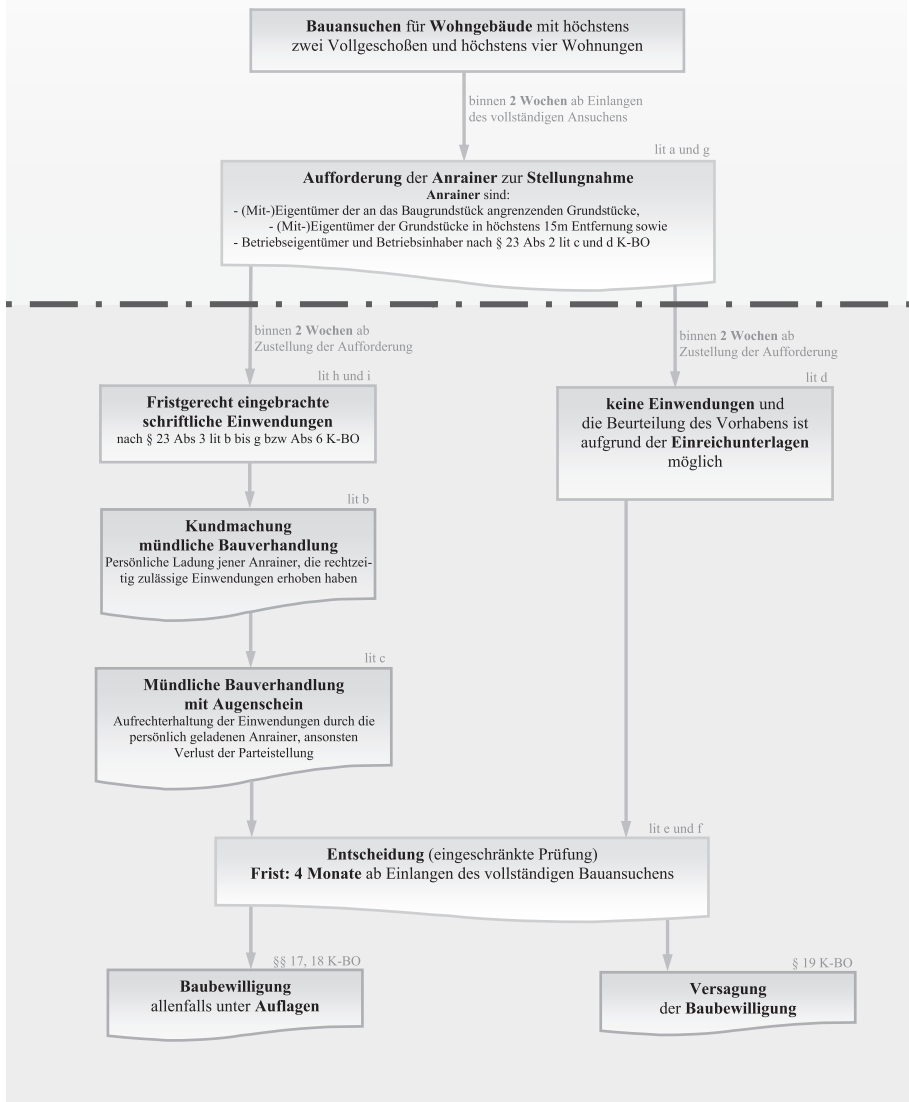 Bauansuchen für Wohngebäude mit höchstens
zwei Vollgeschoßen und höchstens vier Wohnungen
binnen 2 Wochen ab Einlangen
des vollständigen Ansuchens
lit a und g
Aufforderung der Anrainer zur Stellungnahme
Anrainer sind:
- (Mit-)Eigentümer der an das Baugrundstück angrenzenden Grundstücke,
- (Mit-)Eigentümer der Grundstücke in höchstens 15m Entfernung sowie
- Betriebseigentümer und Betriebsinhaber nach § 23 Abs 2 lit c und d K-BO
binnen 2 Wochen ab
Zustellung der Aufforderung
lit h und i
Fristgerecht eingebrachte
schriftliche Einwendungen
nach § 23 Abs 3 lit b bis g bzw Abs 6 K-BO
binnen 2 Wochen ab
Zustellung der Aufforderung
lit d
keine Einwendungen und
die Beurteilung des Vorhabens ist
aufgrund der Einreichunterlagen
möglich
lit b
Kundmachung
mündliche Bauverhandlung
Persönliche Ladung jener Anrainer, die rechtzei-
tig zulässige Einwendungen erhoben haben
lit c
Mündliche Bauverhandlung
mit Augenschein
Aufrechterhaltung der Einwendungen durch die
persönlich geladenen Anrainer, ansonsten
Verlust der Parteistellung
lit e und f
Entscheidung (eingeschränkte Prüfung)
Frist: 4 Monate ab Einlangen des vollständigen Bauansuchens
§§ 17, 18 K-BO
Baubewilligung
allenfalls unter Auflagen
§ 19 K-BO
Versagung
der Baubewilligung